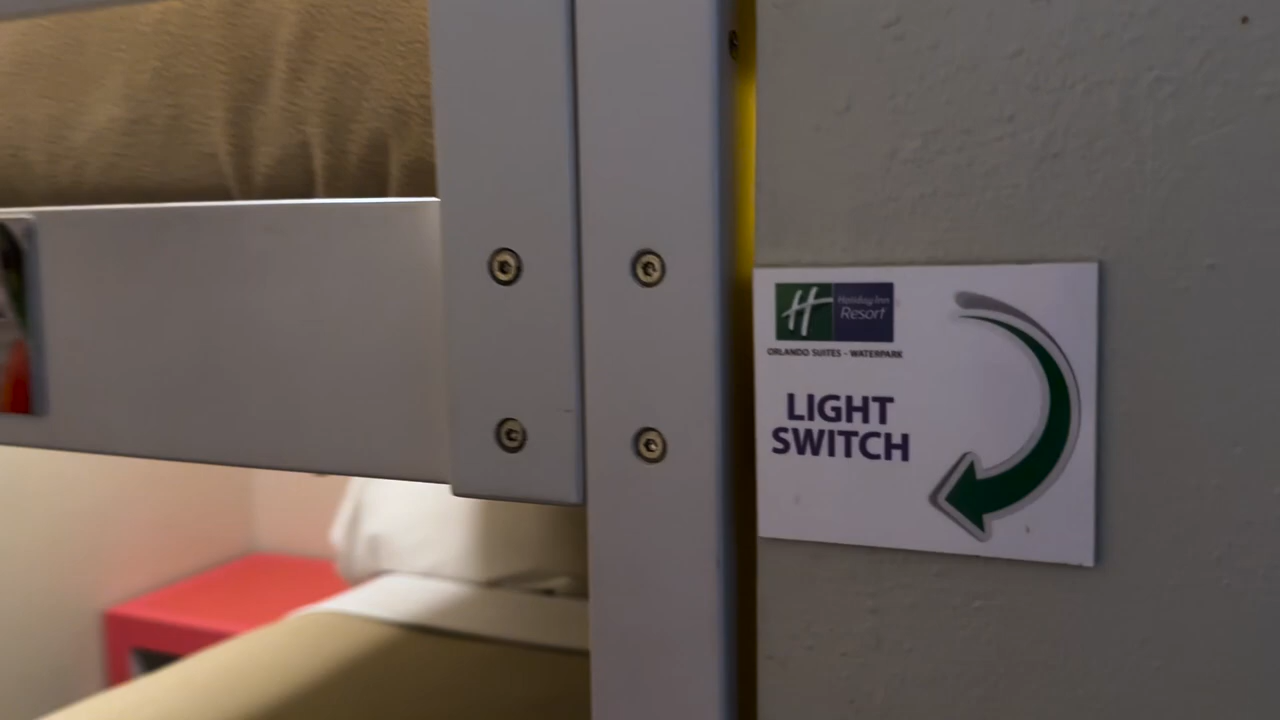 Holiday Inn
Resort
ORLANDO SUITES - WATERPARK
LIGHT
SWITCH